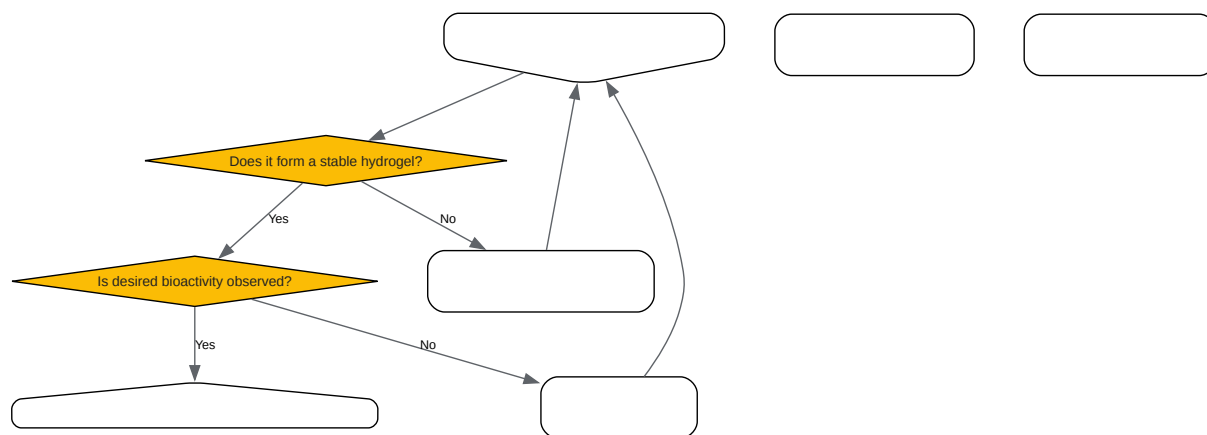 Does it form a stable hydrogel?
Yes
No
Is desired bioactivity observed?
Yes
No